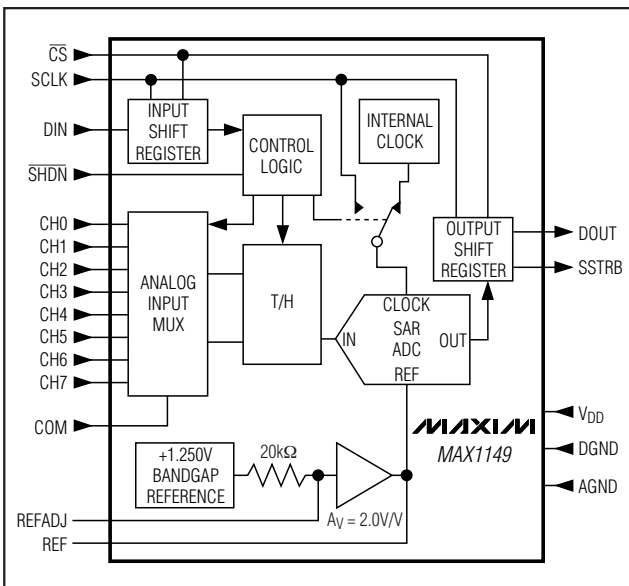 CS
SCLK
DIN
SHDN
CH0
CH1
CH2
CH3
CH4
CH5
CH6
CH7
COM
REFADJ
REF
INPUT
SHIFT
REGISTER
CONTROL
LOGIC
INTERNAL
CLOCK
OUTPUT
SHIFT
REGISTER
DOUT
SSTRB
ANALOG
INPUT
MUX
T/H
CLOCK
IN
SAR
ADC
OUT
REF
+1.250V
BANDGAP
REFERENCE
20kΩ
AV = 2.0V/V
MAXIM
MAX1149
VDD
DGND
AGND